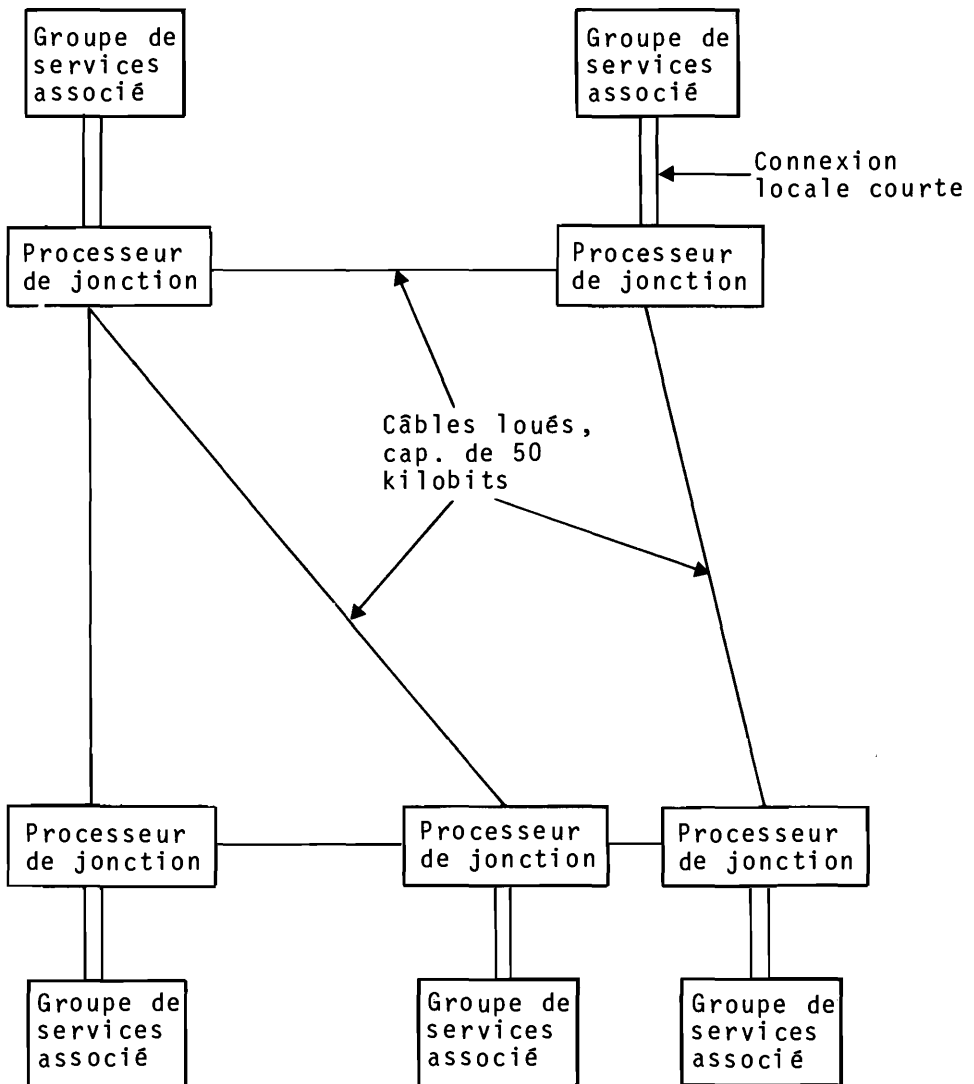 Groupe de
services
associé
Groupe de
services
associé
Connexion
locale courte
Processeur
de jonction
Processeur
de jonction
Câbles loués,
cap. de 50
kilobits
Processeur
de jonction
Processeur
de jonction
Processeur
de jonction
Groupe de
services
associé
Groupe de
services
associé
Groupe de
services
associé